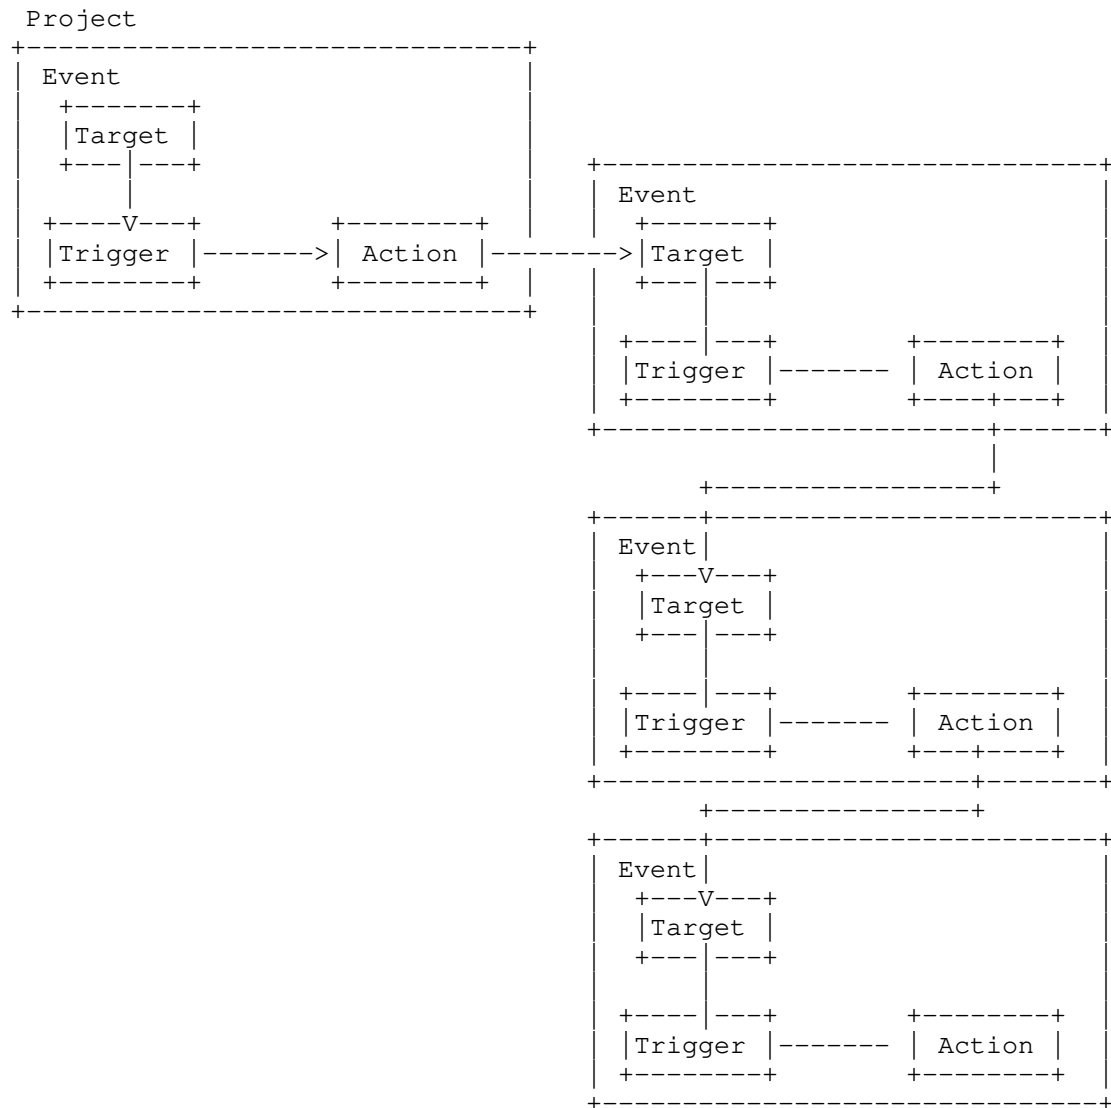 Project
Event
Target
Event
Trigger Action Target
Trigger Action
Event
Target
Trigger Action
Event
Target
Trigger Action